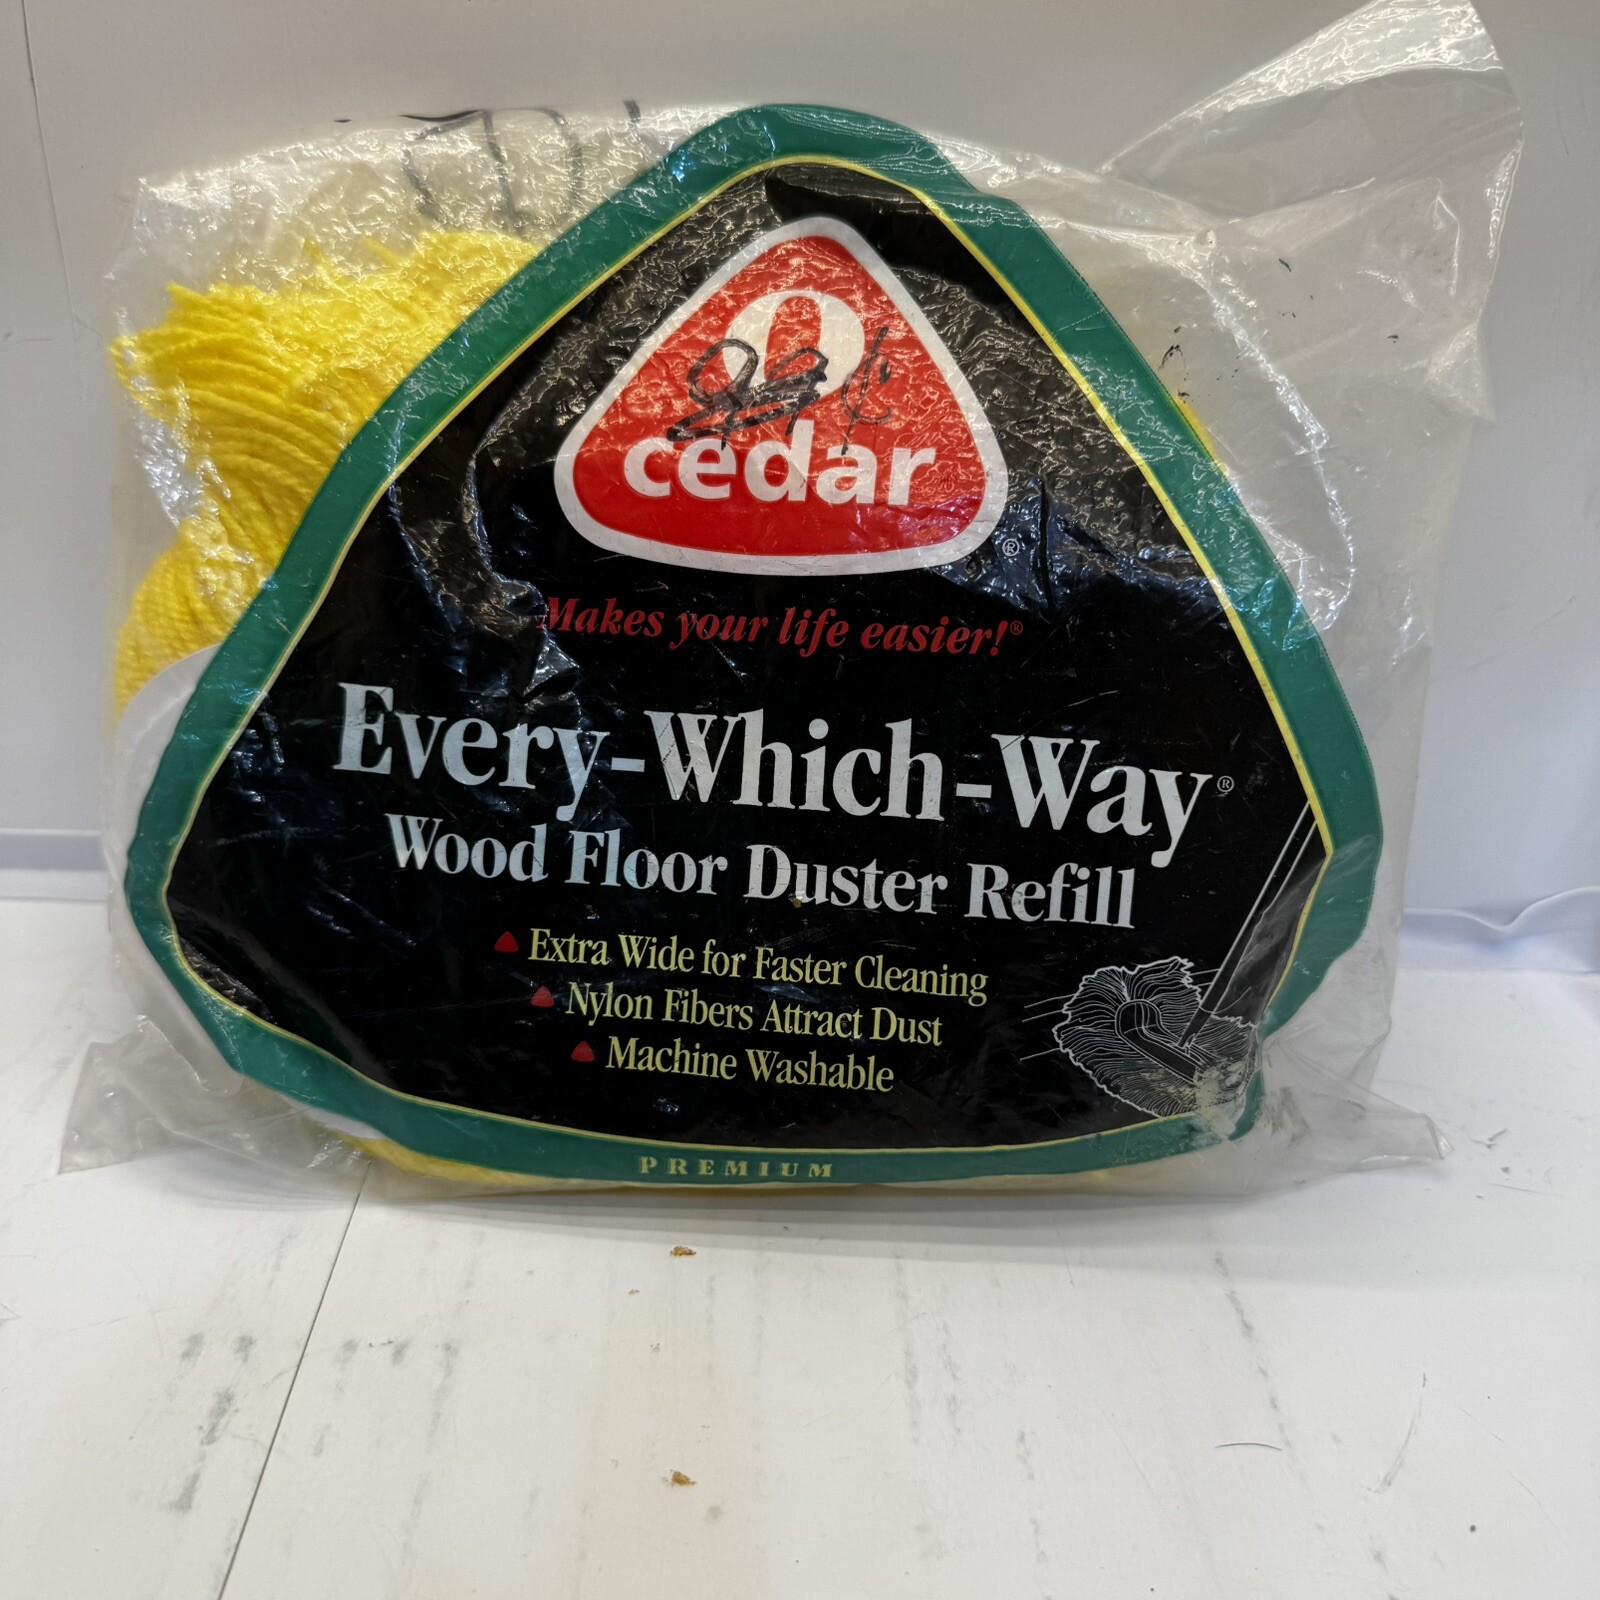 O
cedar®
Makes your life easier!®
Every-Which-Way®
Wood Floor Duster Refill
Extra Wide for Faster Cleaning
Nylon Fibers Attract Dust
Machine Washable
PREMIUM